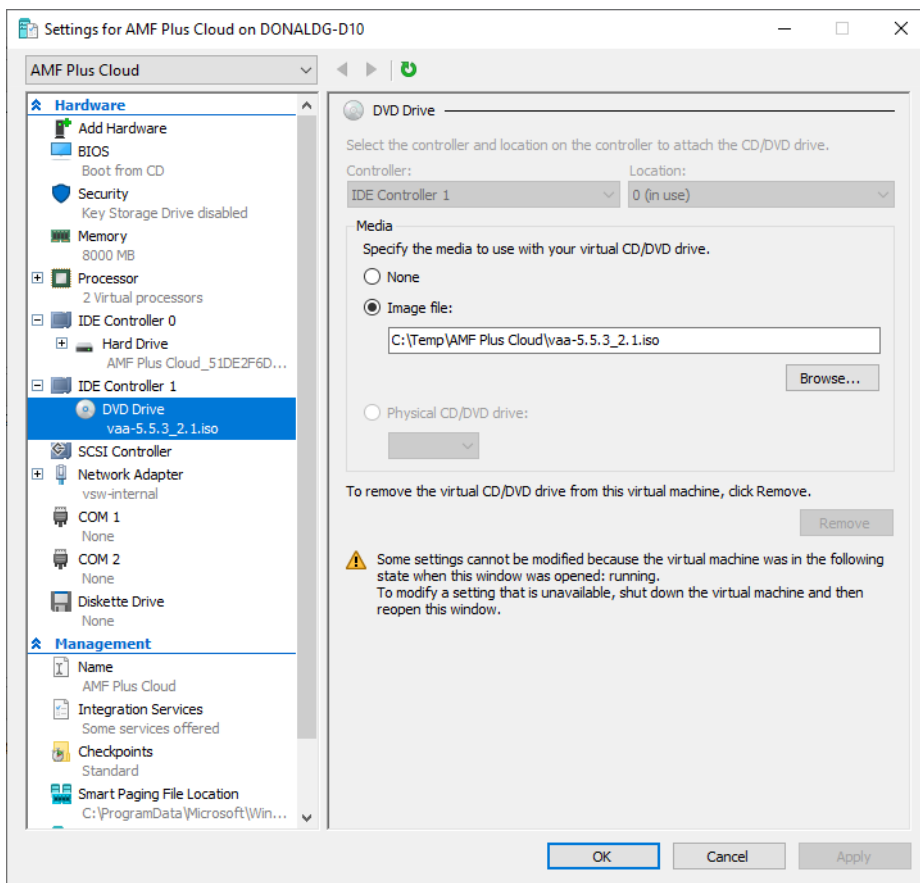 Settings for AMF Plus Cloud on DONALDG-D10
AMF Plus Cloud
Hardware
Add Hardware
BIOS
Boot from CD
Security
Key Storage Drive disabled
Memory
8000 MB
Processor
2 Virtual processors
IDE Controller 0
Hard Drive
AMF Plus Cloud_51DE2F6D...
IDE Controller 1
DVD Drive
vaa-5.5.3_2.1.iso
SCSI Controller
Network Adapter
vsw-internal
COM 1
None
COM 2
None
Diskette Drive
None
Management
Name
AMF Plus Cloud
Integration Services
Some services offered
Checkpoints
Standard
Smart Paging File Location
C:\ProgramData\Microsoft\Win...
DVD Drive
Select the controller and location on the controller to attach the CD/DVD drive.
Controller: Location:
IDE Controller 1 0 (in use)
Media
Specify the media to use with your virtual CD/DVD drive.
None
Image file:
C:\Temp\AMF Plus Cloud\vaa-5.5.3_2.1.iso
Browse...
Physical CD/DVD drive:
To remove the virtual CD/DVD drive from this virtual machine, click Remove.
Remove
Some settings cannot be modified because the virtual machine was in the following
state when this window was opened: running.
To modify a setting that is unavailable, shut down the virtual machine and then
reopen this window.
OK Cancel Apply